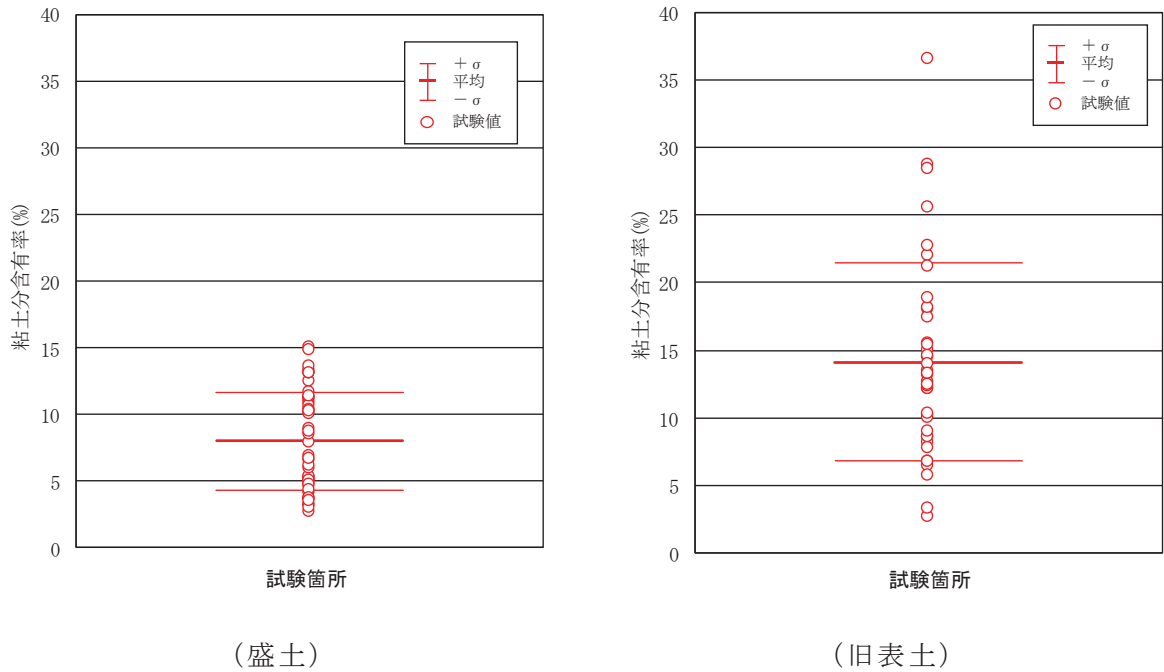 40
35
30
25
20
15
10
5
0
粘土分含有率(%)
＋σ
平均
－σ
試験値
試験箇所
(盛土)
40
35
30
25
20
15
10
5
0
粘土分含有率(%)
＋σ
平均
－σ
試験値
試験箇所
(旧表土)